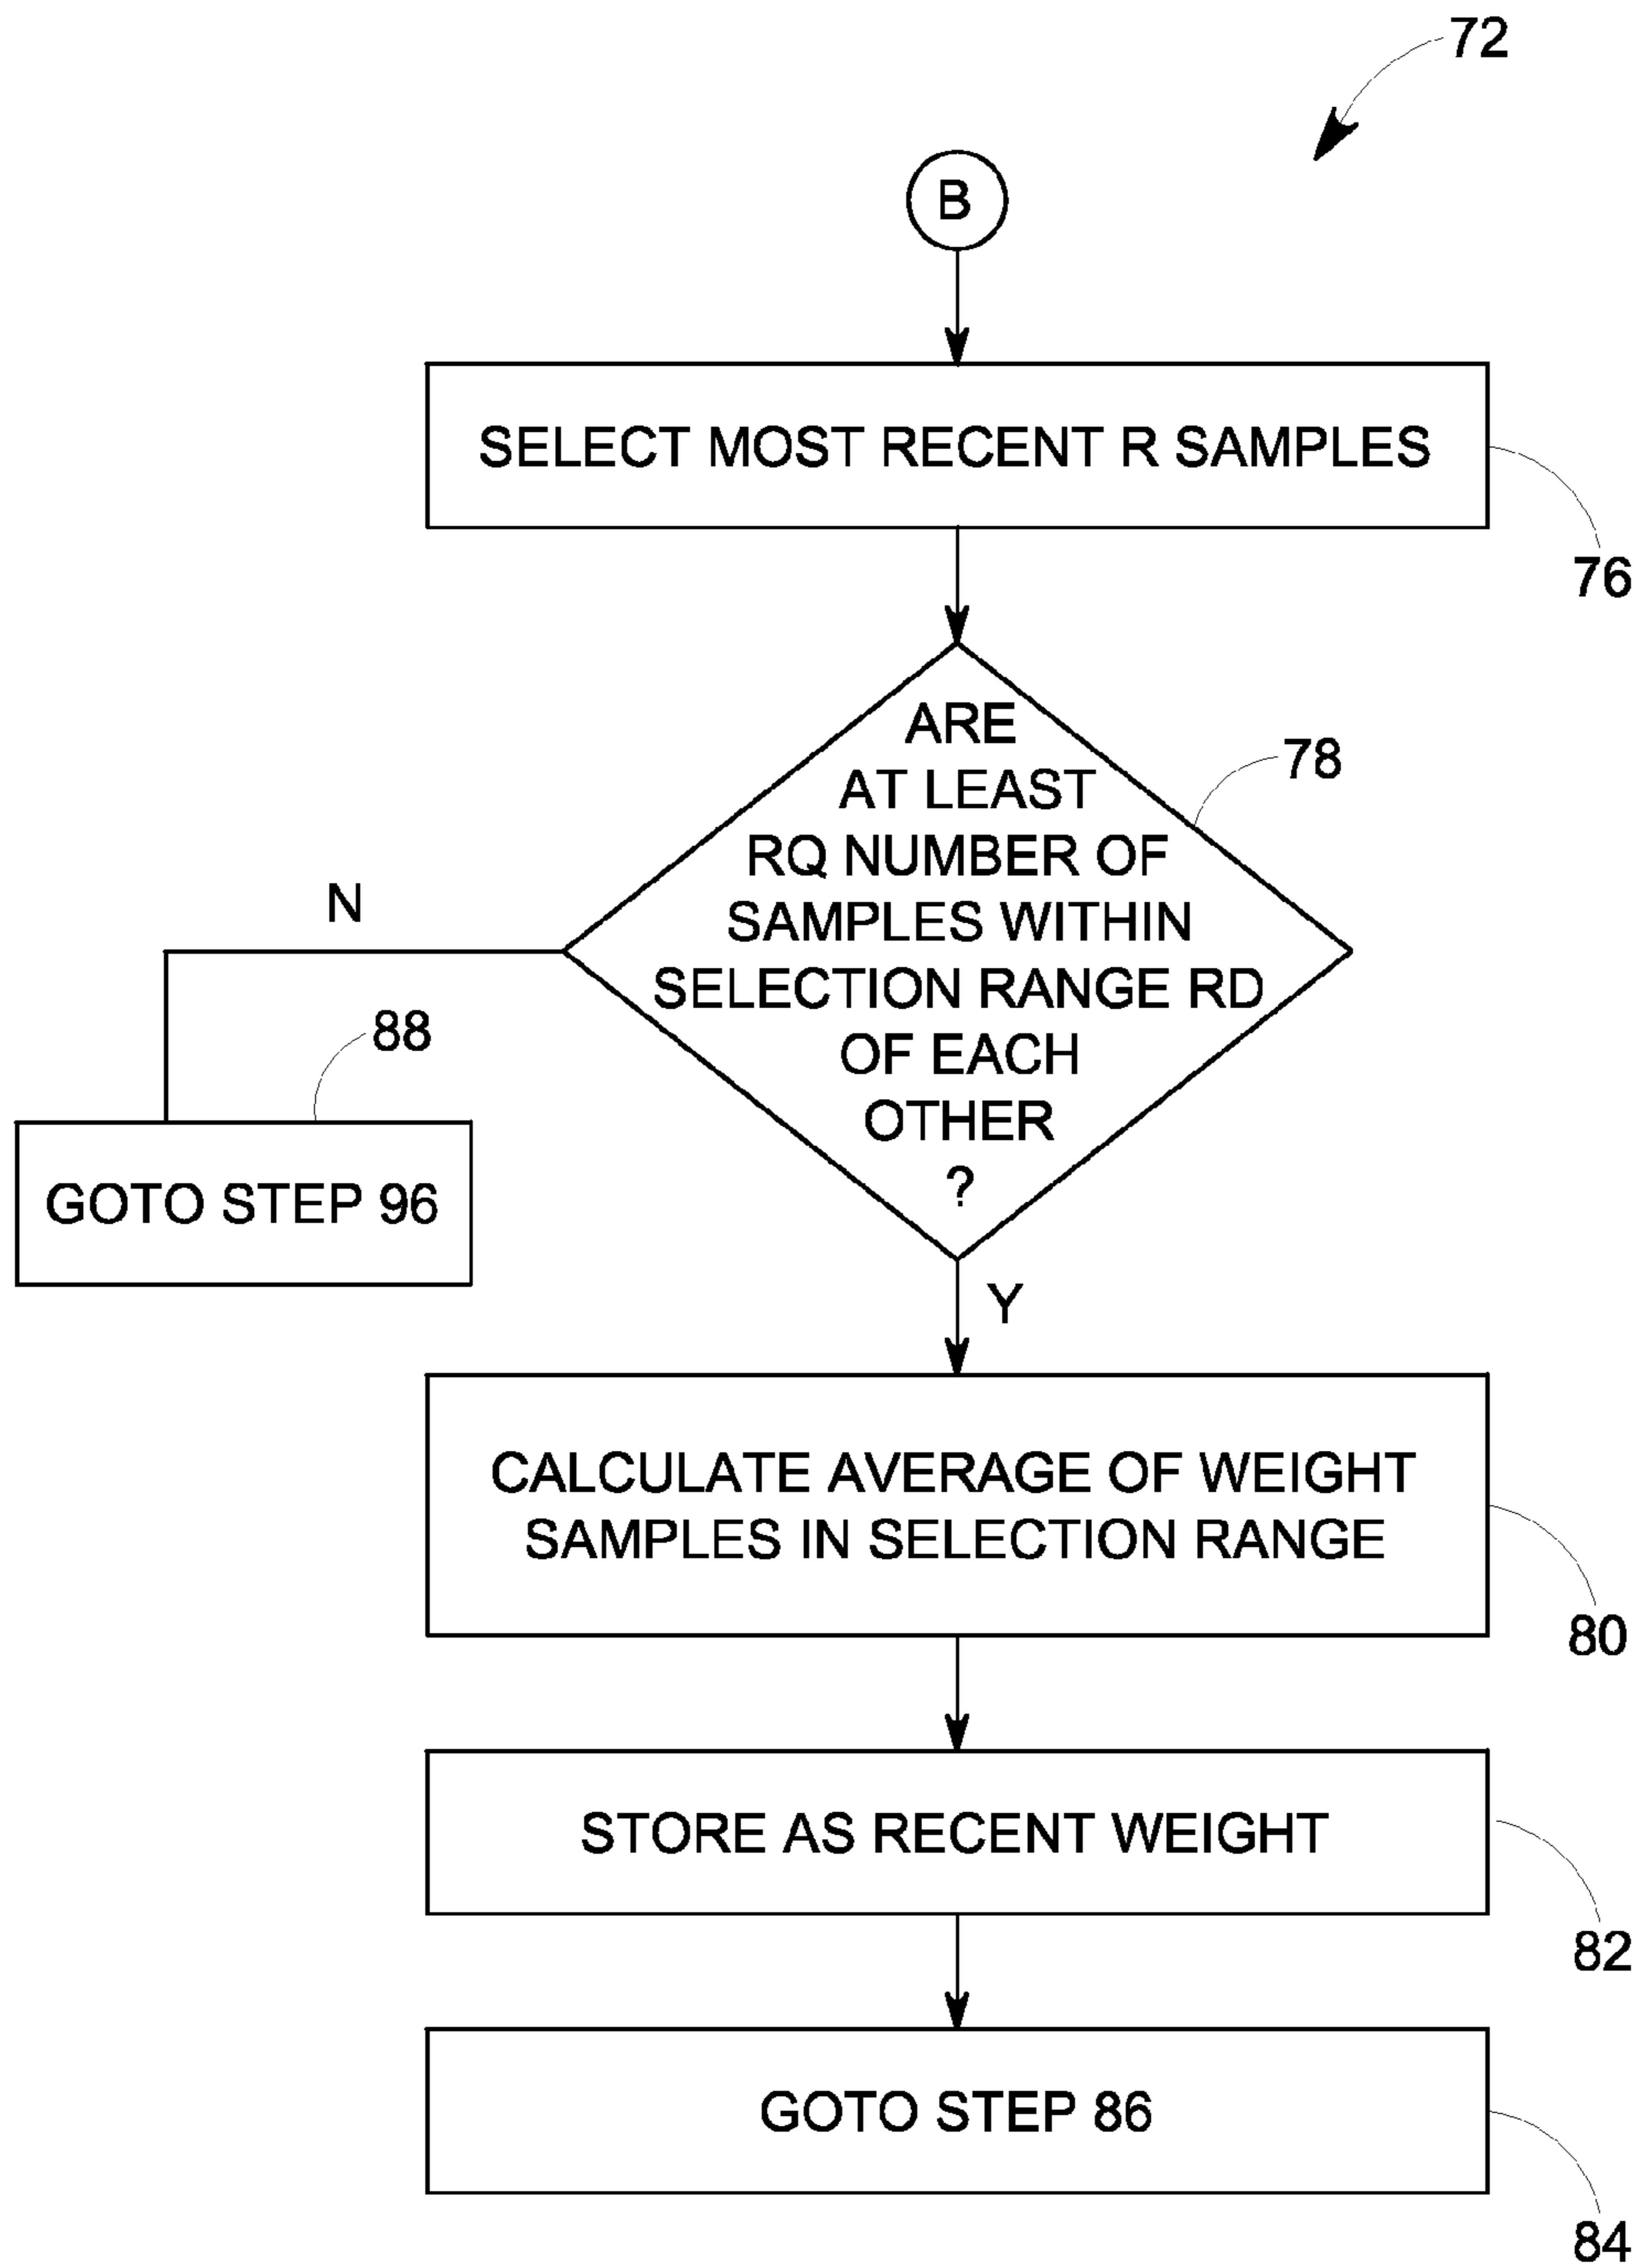 72
B
SELECT MOST RECENT R SAMPLES
76
ARE
AT LEAST
RQ NUMBER OF
SAMPLES WITHIN
SELECTION RANGE RD
OF EACH
OTHER
?
78
N
88
GOTO STEP 96
Y
CALCULATE AVERAGE OF WEIGHT
SAMPLES IN SELECTION RANGE
80
STORE AS RECENT WEIGHT
82
GOTO STEP 86
84